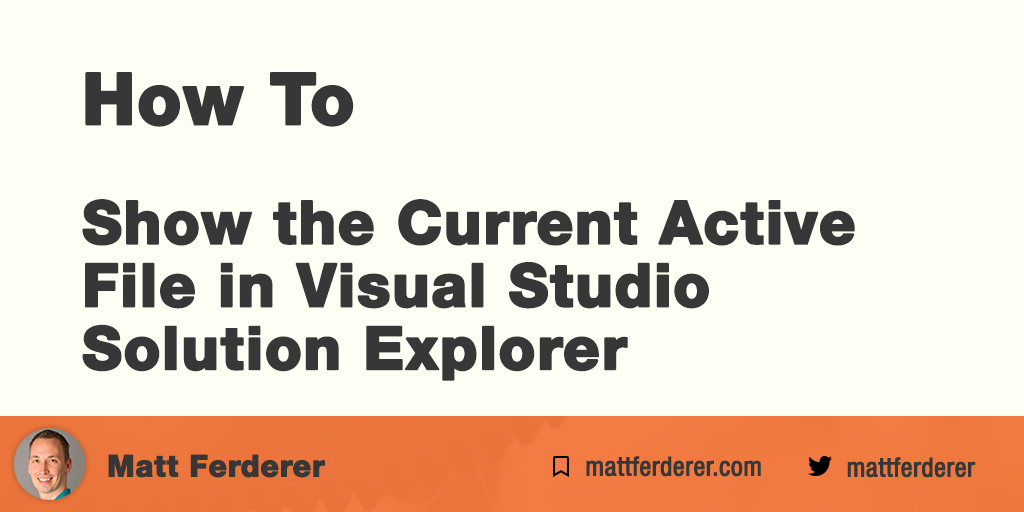 How To
Show the Current Active
File in Visual Studio
Solution Explorer
Matt Ferderer
mattferderer.com
mattferderer